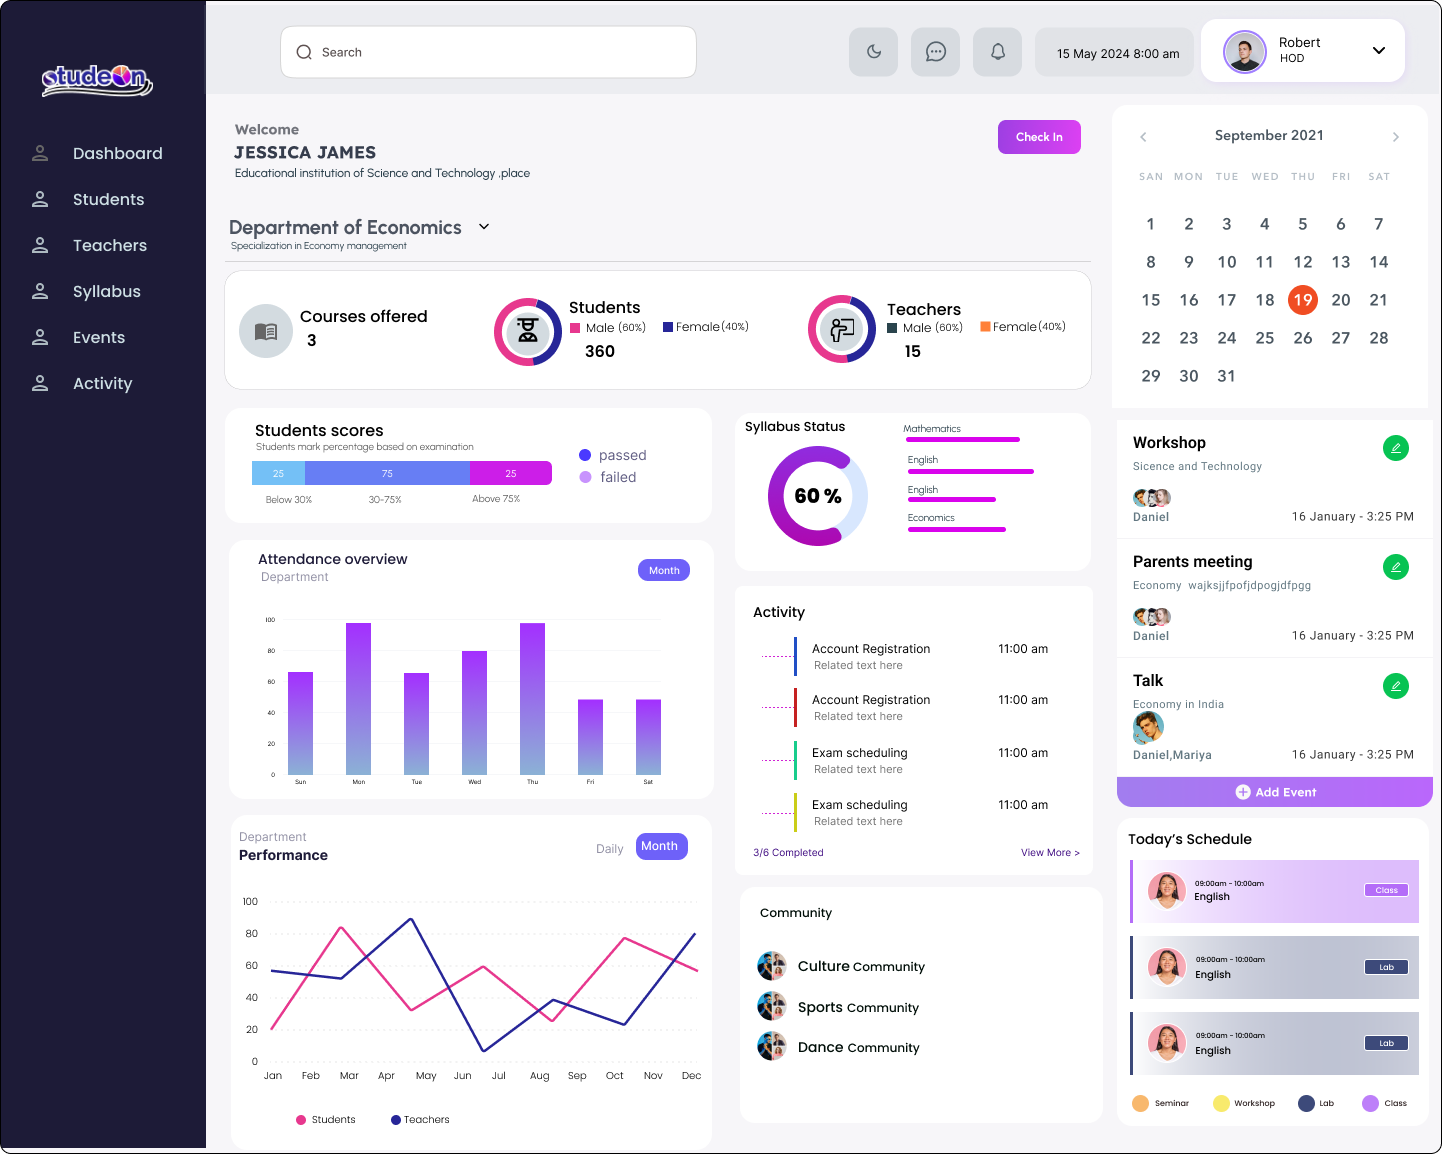 studeOn
Dashboard
Students
Teachers
Syllabus
Events
Activity
Search
15 May 2024 8:00 am
Robert
HOD
Welcome
JESSICA JAMES
Educational institution of Science and Technology .place
Check In
Department of Economics
Specialization in Economy management
Courses offered
3
Students
Male (60%) Female(40%)
360
Teachers
Male (60%) Female(40%)
15
Students scores
Students mark percentage based on examination
25 75 25
Below 30% 30-75% Above 75%
passed
failed
Syllabus Status
60 %
Mathematics
English
English
Economics
Attendance overview
Department
Month
100
80
60
40
20
0
Sun Mon Tue Wed Thu Fri Sat
Activity
Account Registration 11:00 am
Related text here
Account Registration 11:00 am
Related text here
Exam scheduling 11:00 am
Related text here
Exam scheduling 11:00 am
Related text here
3/6 Completed View More >
Department
Performance
Daily Month
100
80
60
40
20
0
Jan Feb Mar Apr May Jun Jul Aug Sep Oct Nov Dec
Students Teachers
Community
Culture Community
Sports Community
Dance Community
September 2021
SAN MON TUE WED THU FRI SAT
1 2 3 4 5 6 7
8 9 10 11 12 13 14
15 16 17 18 19 20 21
22 23 24 25 26 27 28
29 30 31
Workshop
Sicence and Technology
Daniel 16 January - 3:25 PM
Parents meeting
Economy wajksjjfpofjdpogjdfpgg
Daniel 16 January - 3:25 PM
Talk
Economy in India
Daniel,Mariya 16 January - 3:25 PM
Add Event
Today's Schedule
09:00am - 10:00am
English
Class
09:00am - 10:00am
English
Lab
09:00am - 10:00am
English
Lab
Seminar Workshop Lab Class